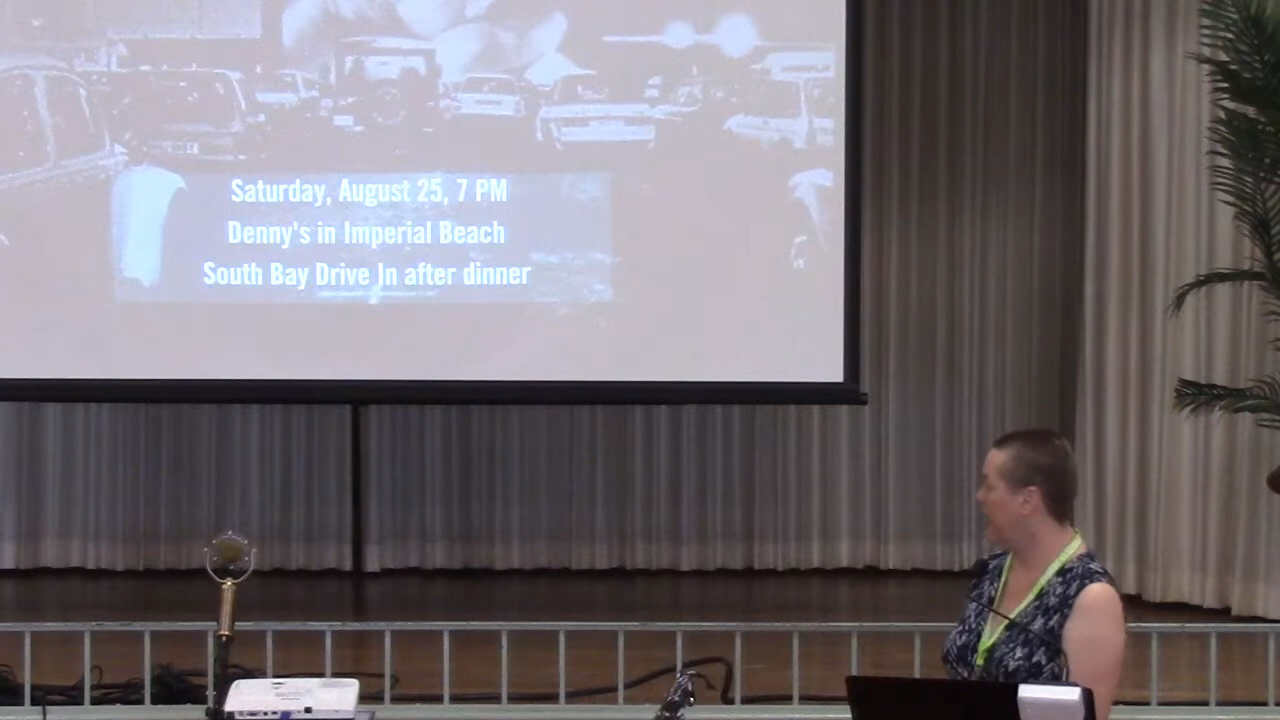 Saturday, August 25, 7 PM
Denny's in Imperial Beach
South Bay Drive In after dinner